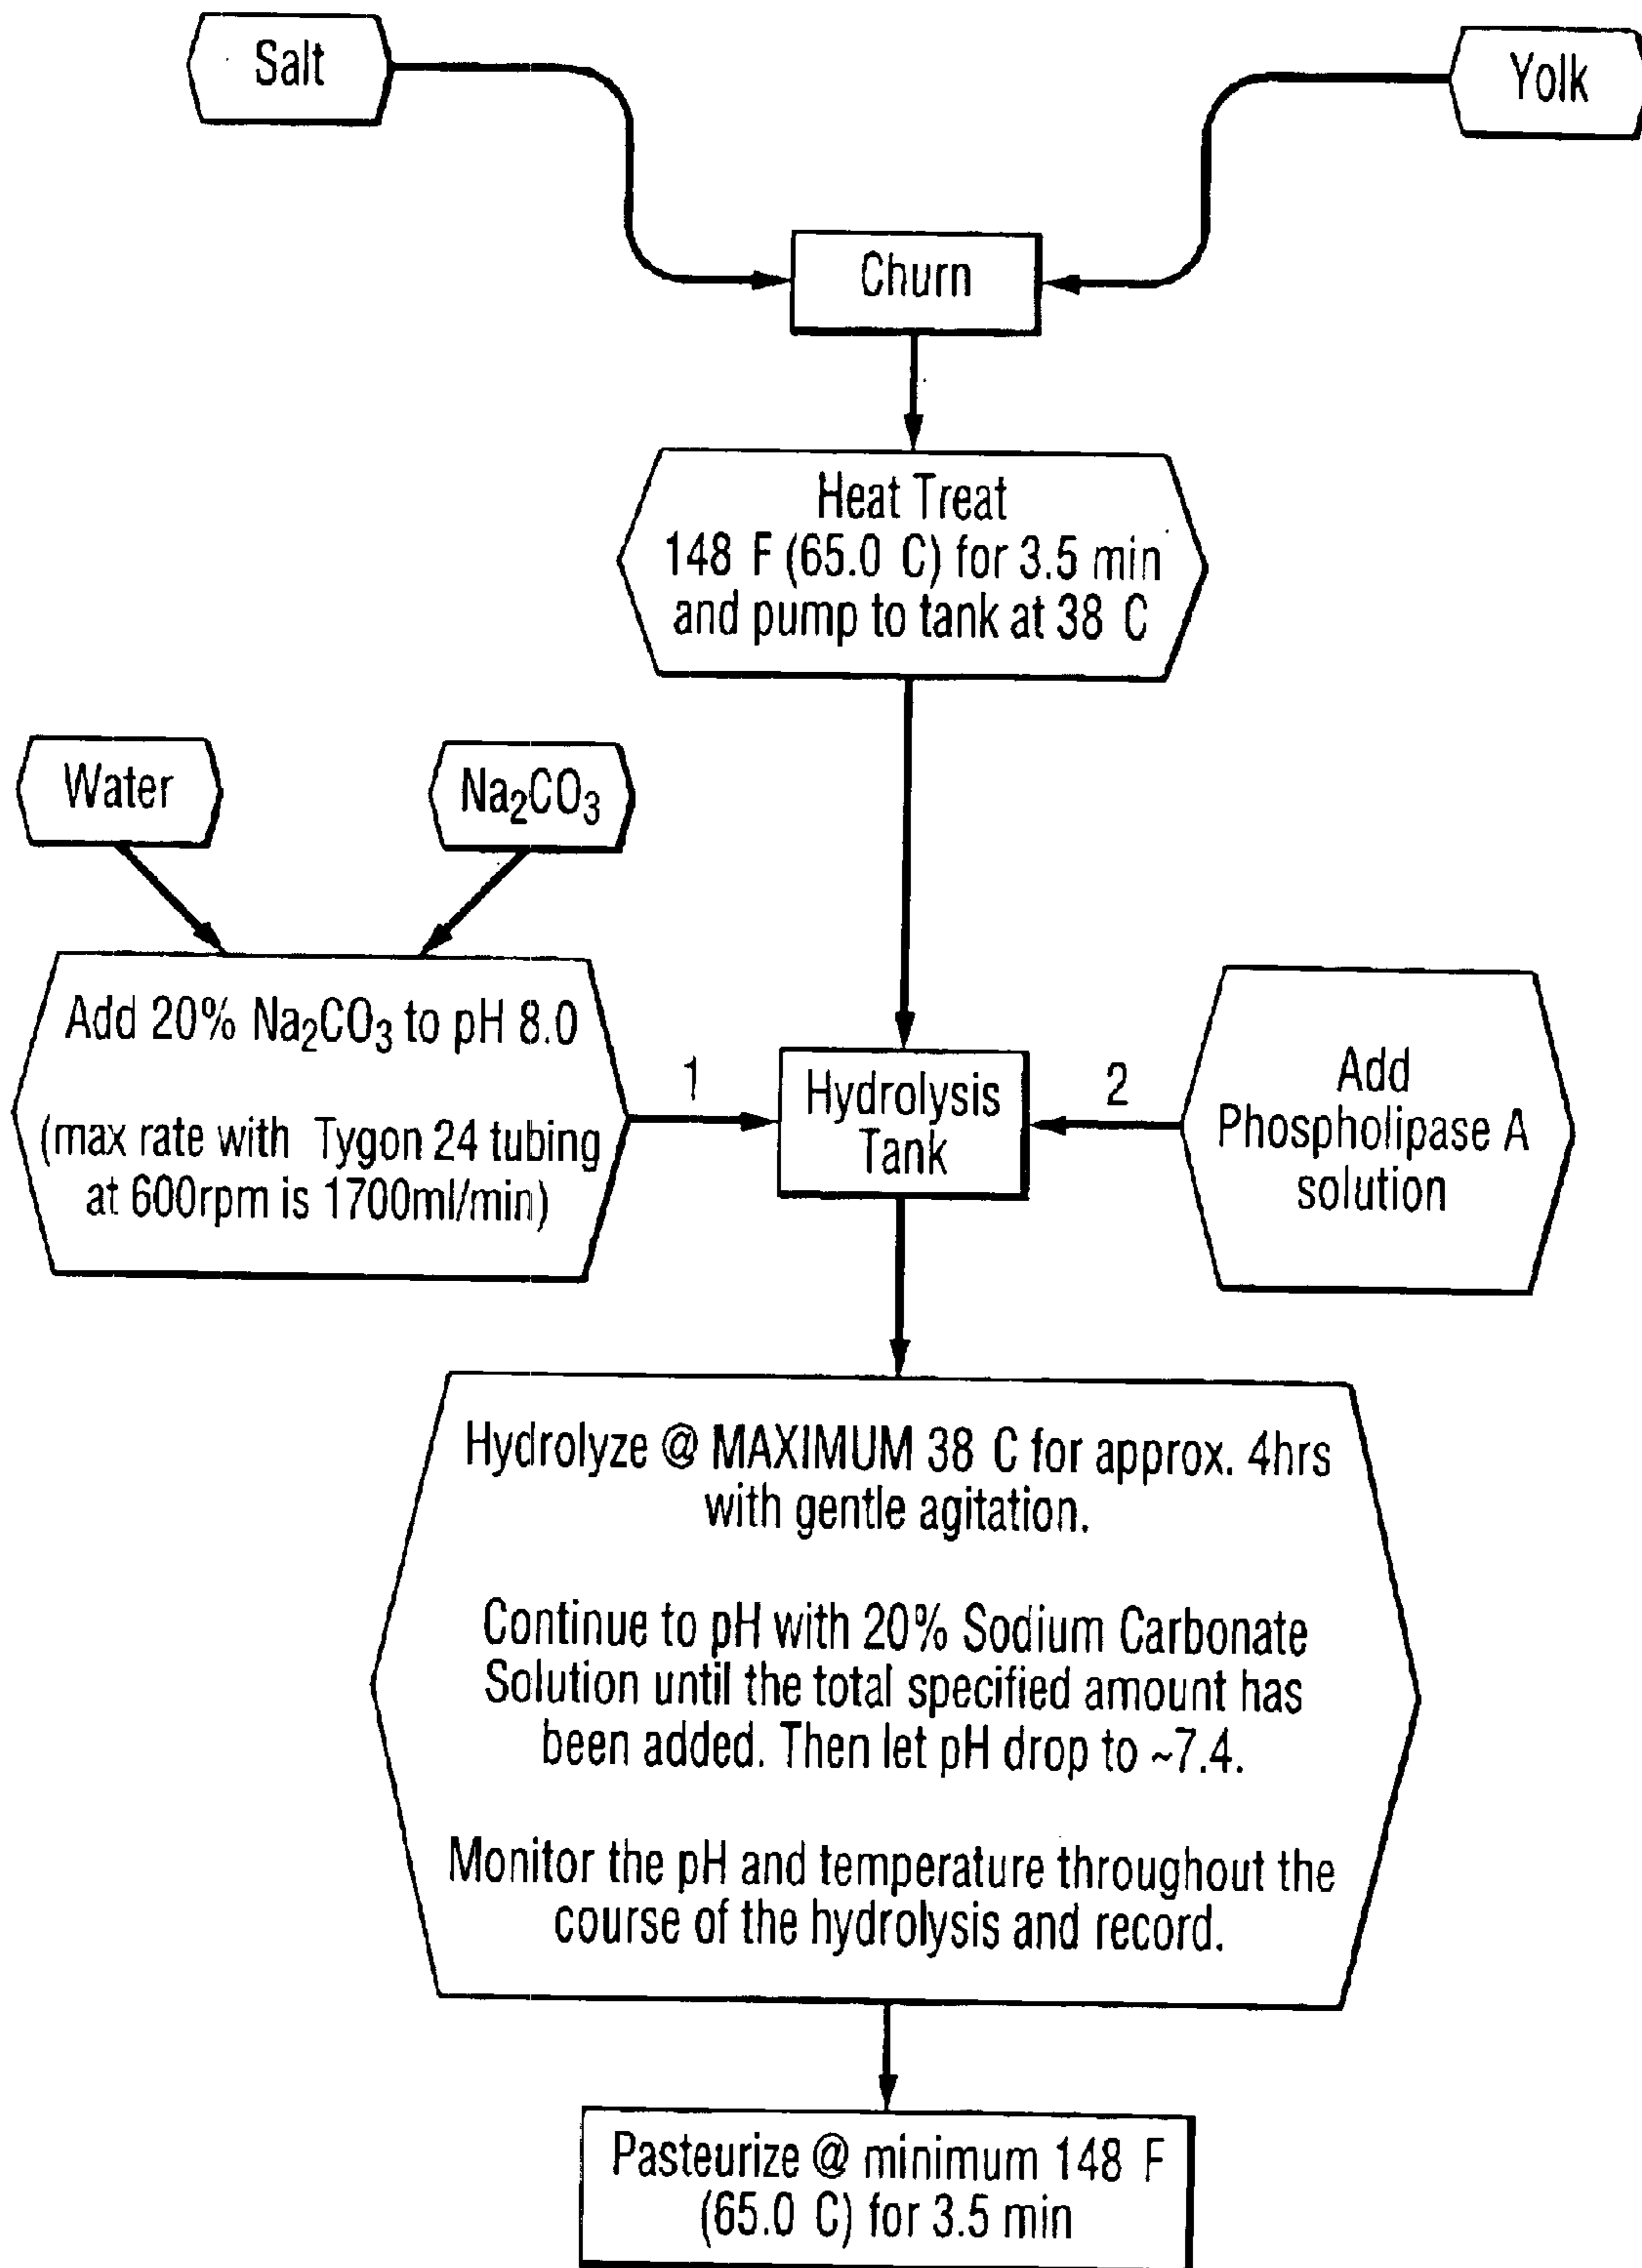 Salt
Yolk
Churn
Heat Treat
148 F (65.0 C) for 3.5 min
and pump to tank at 38 C
Water
Na₂CO₃
Add 20% Na₂CO₃ to pH 8.0
(max rate with Tygon 24 tubing
at 600rpm is 1700ml/min)
1
Hydrolysis
Tank
2
Add
Phospholipase A
solution
Hydrolyze @ MAXIMUM 38 C for approx. 4hrs
with gentle agitation.
Continue to pH with 20% Sodium Carbonate
Solution until the total specified amount has
been added. Then let pH drop to ~7.4.
Monitor the pH and temperature throughout the
course of the hydrolysis and record.
Pasteurize @ minimum 148 F
(65.0 C) for 3.5 min